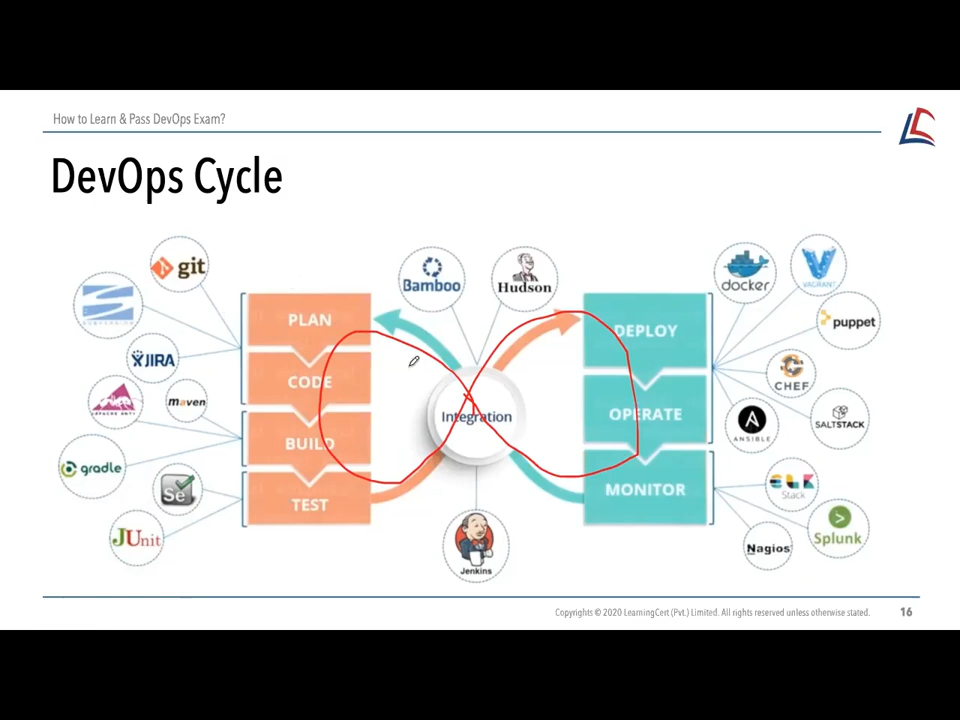 How to Learn & Pass DevOps Exam?
DevOps Cycle
git
SUBVERSION
JIRA
APACHE ANT
maven
gradle
Se
JUnit
PLAN
CODE
BUILD
TEST
Bamboo
Hudson
Integration
Jenkins
DEPLOY
OPERATE
MONITOR
docker
VAGRANT
puppet
CHEF
ANSIBLE
SALTSTACK
ELK
Stack
Splunk
Nagios
Copyrights © 2020 LearningCert (Pvt.) Limited. All rights reserved unless otherwise stated.
16